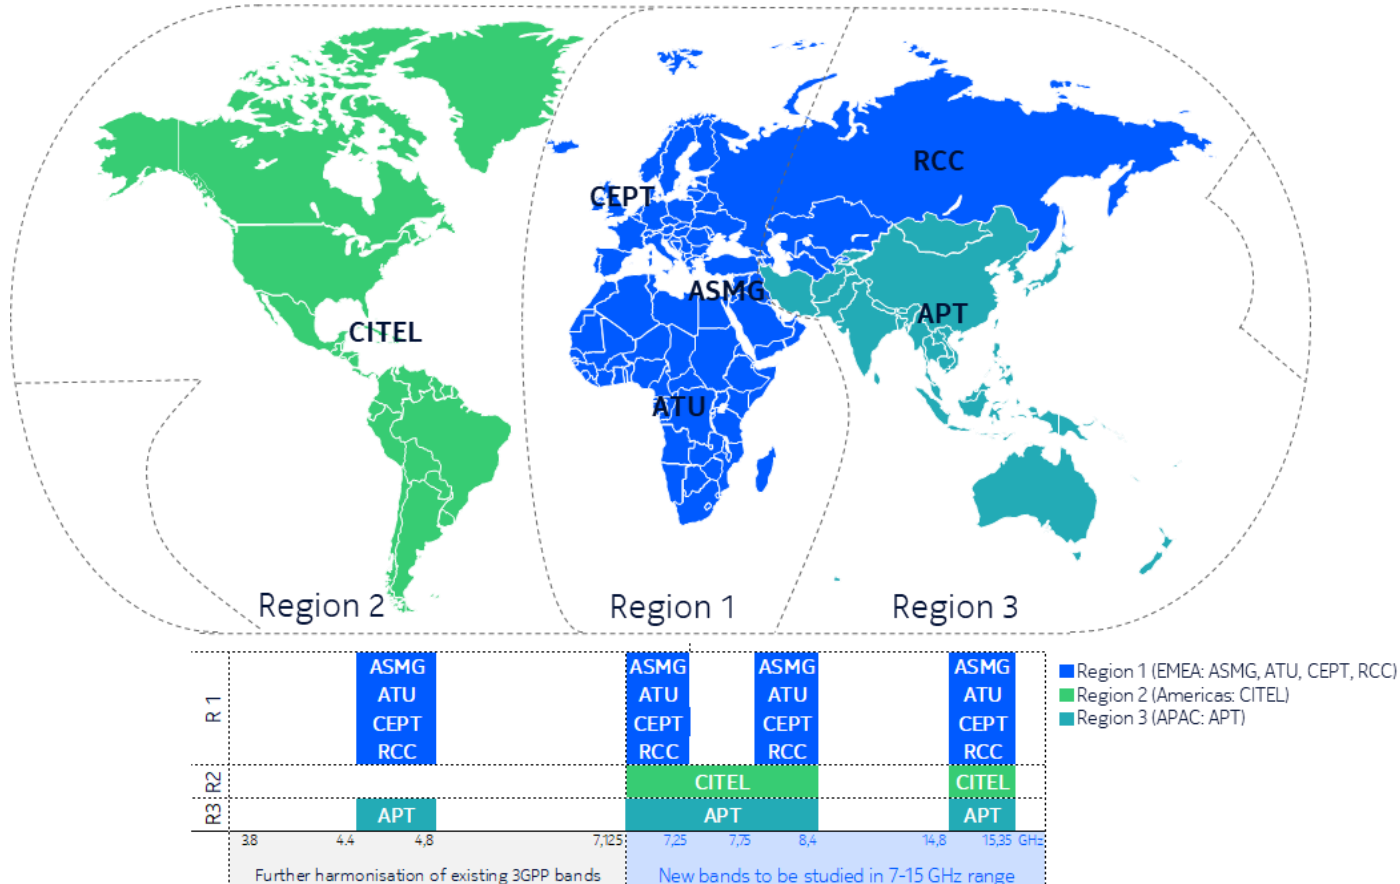 RCC
CEPT
ASMG
APT
CITEL
ATU
Region 2
Region 1
Region 3
R 1
ASMG
ATU
CEPT
RCC
ASMG
ATU
CEPT
RCC
ASMG
ATU
CEPT
RCC
ASMG
ATU
CEPT
RCC
R2
CITEL
CITEL
R3
APT
APT
APT
3.8 4.4 4,8 7,125 7,25 7,75 8,4 14,8 15,35 GHz
Further harmonisation of existing 3GPP bands
New bands to be studied in 7-15 GHz range
Region 1 (EMEA: ASMG, ATU, CEPT, RCC)
Region 2 (Americas: CITEL)
Region 3 (APAC: APT)